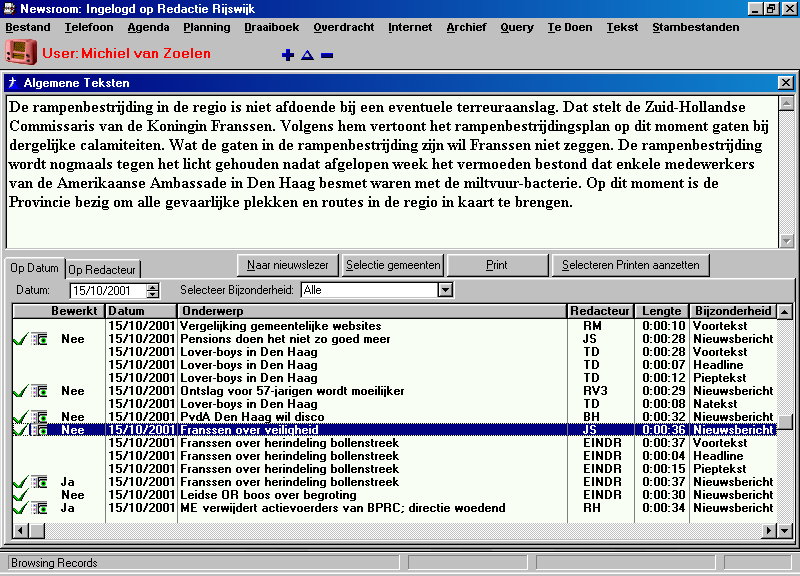 Newsroom: Ingelogd op Redactie Rijswijk
Bestand Telefoon Agenda Planning Draaiboek Overdracht Internet Archief Query Te Doen Tekst Stambestanden
User: Michiel van Zoelen
Algemene Teksten
De rampenbestrijding in de regio is niet afdoende bij een eventuele terreuraanslag. Dat stelt de Zuid-Hollandse
Commissaris van de Koningin Franssen. Volgens hem vertoont het rampenbestrijdingsplan op dit moment gaten bij
dergelijke calamiteiten. Wat de gaten in de rampenbestrijding zijn wil Franssen niet zeggen. De rampenbestrijding
wordt nogmaals tegen het licht gehouden nadat afgelopen week het vermoeden bestond dat enkele medewerkers
van de Amerikaanse Ambassade in Den Haag besmet waren met de miltvuur-bacterie. Op dit moment is de
Provincie bezig om alle gevaarlijke plekken en routes in de regio in kaart te brengen.
Op Datum Op Redacteur Naar nieuwslezer Selectie gemeenten Print Selecteren Printen aanzetten
Datum: 15/10/2001 Selecteer Bijzonderheid: Alle
Bewerkt Datum Onderwerp Redacteur Lengte Bijzonderheid
15/10/2001 Vergelijking gemeentelijke websites RM 0:00:10 Voortekst
Nee 15/10/2001 Pensions doen het niet zo goed meer JS 0:00:28 Nieuwsbericht
15/10/2001 Lover-boys in Den Haag TD 0:00:28 Voortekst
15/10/2001 Lover-boys in Den Haag TD 0:00:07 Headline
15/10/2001 Lover-boys in Den Haag TD 0:00:12 Pieptekst
Nee 15/10/2001 Ontslag voor 57-jarigen wordt moeilijker RV3 0:00:29 Nieuwsbericht
15/10/2001 Lover-boys in Den Haag TD 0:00:08 Natekst
Nee 15/10/2001 PvdA Den Haag wil disco BH 0:00:32 Nieuwsbericht
Nee 15/10/2001 Franssen over veiligheid JS 0:00:36 Nieuwsbericht
15/10/2001 Franssen over herindeling bollenstreek EINDR 0:00:37 Voortekst
15/10/2001 Franssen over herindeling bollenstreek EINDR 0:00:04 Headline
15/10/2001 Franssen over herindeling bollenstreek EINDR 0:00:15 Pieptekst
Ja 15/10/2001 Franssen over herindeling bollenstreek EINDR 0:00:37 Nieuwsbericht
Nee 15/10/2001 Leidse OR boos over begroting EINDR 0:00:30 Nieuwsbericht
Ja 15/10/2001 ME verwijdert actievoerders van BPRC; directie woedend RH 0:00:34 Nieuwsbericht
Browsing Records